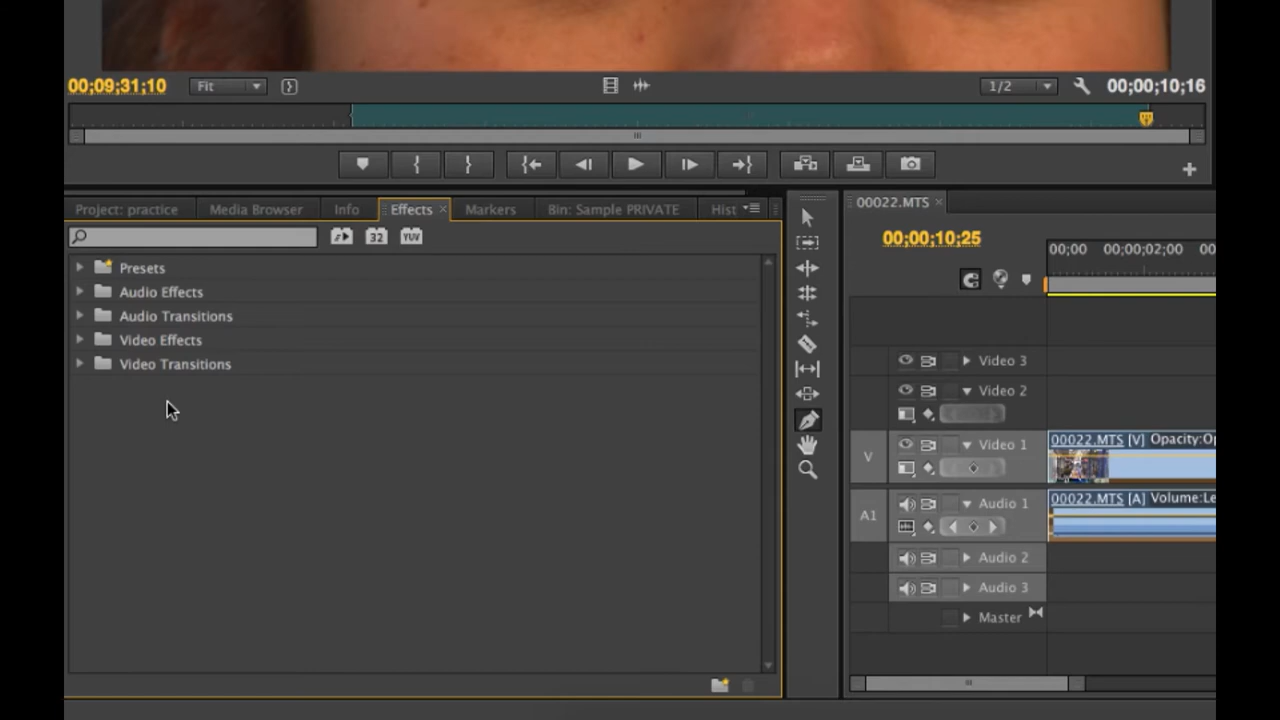 00;09;31;10 Fit 1/2 00;00;10;16
Project: practice Media Browser Info Effects × Markers Bin: Sample PRIVATE Hist
32 YUV
Presets
Audio Effects
Audio Transitions
Video Effects
Video Transitions
00022.MTS ×
00;00;10;25
00;00 00;00;02;00 00
Video 3
Video 2
V Video 1
00022.MTS [V] Opacity:Op
A1 Audio 1
00022.MTS [A] Volume:Le
Audio 2
Audio 3
Master